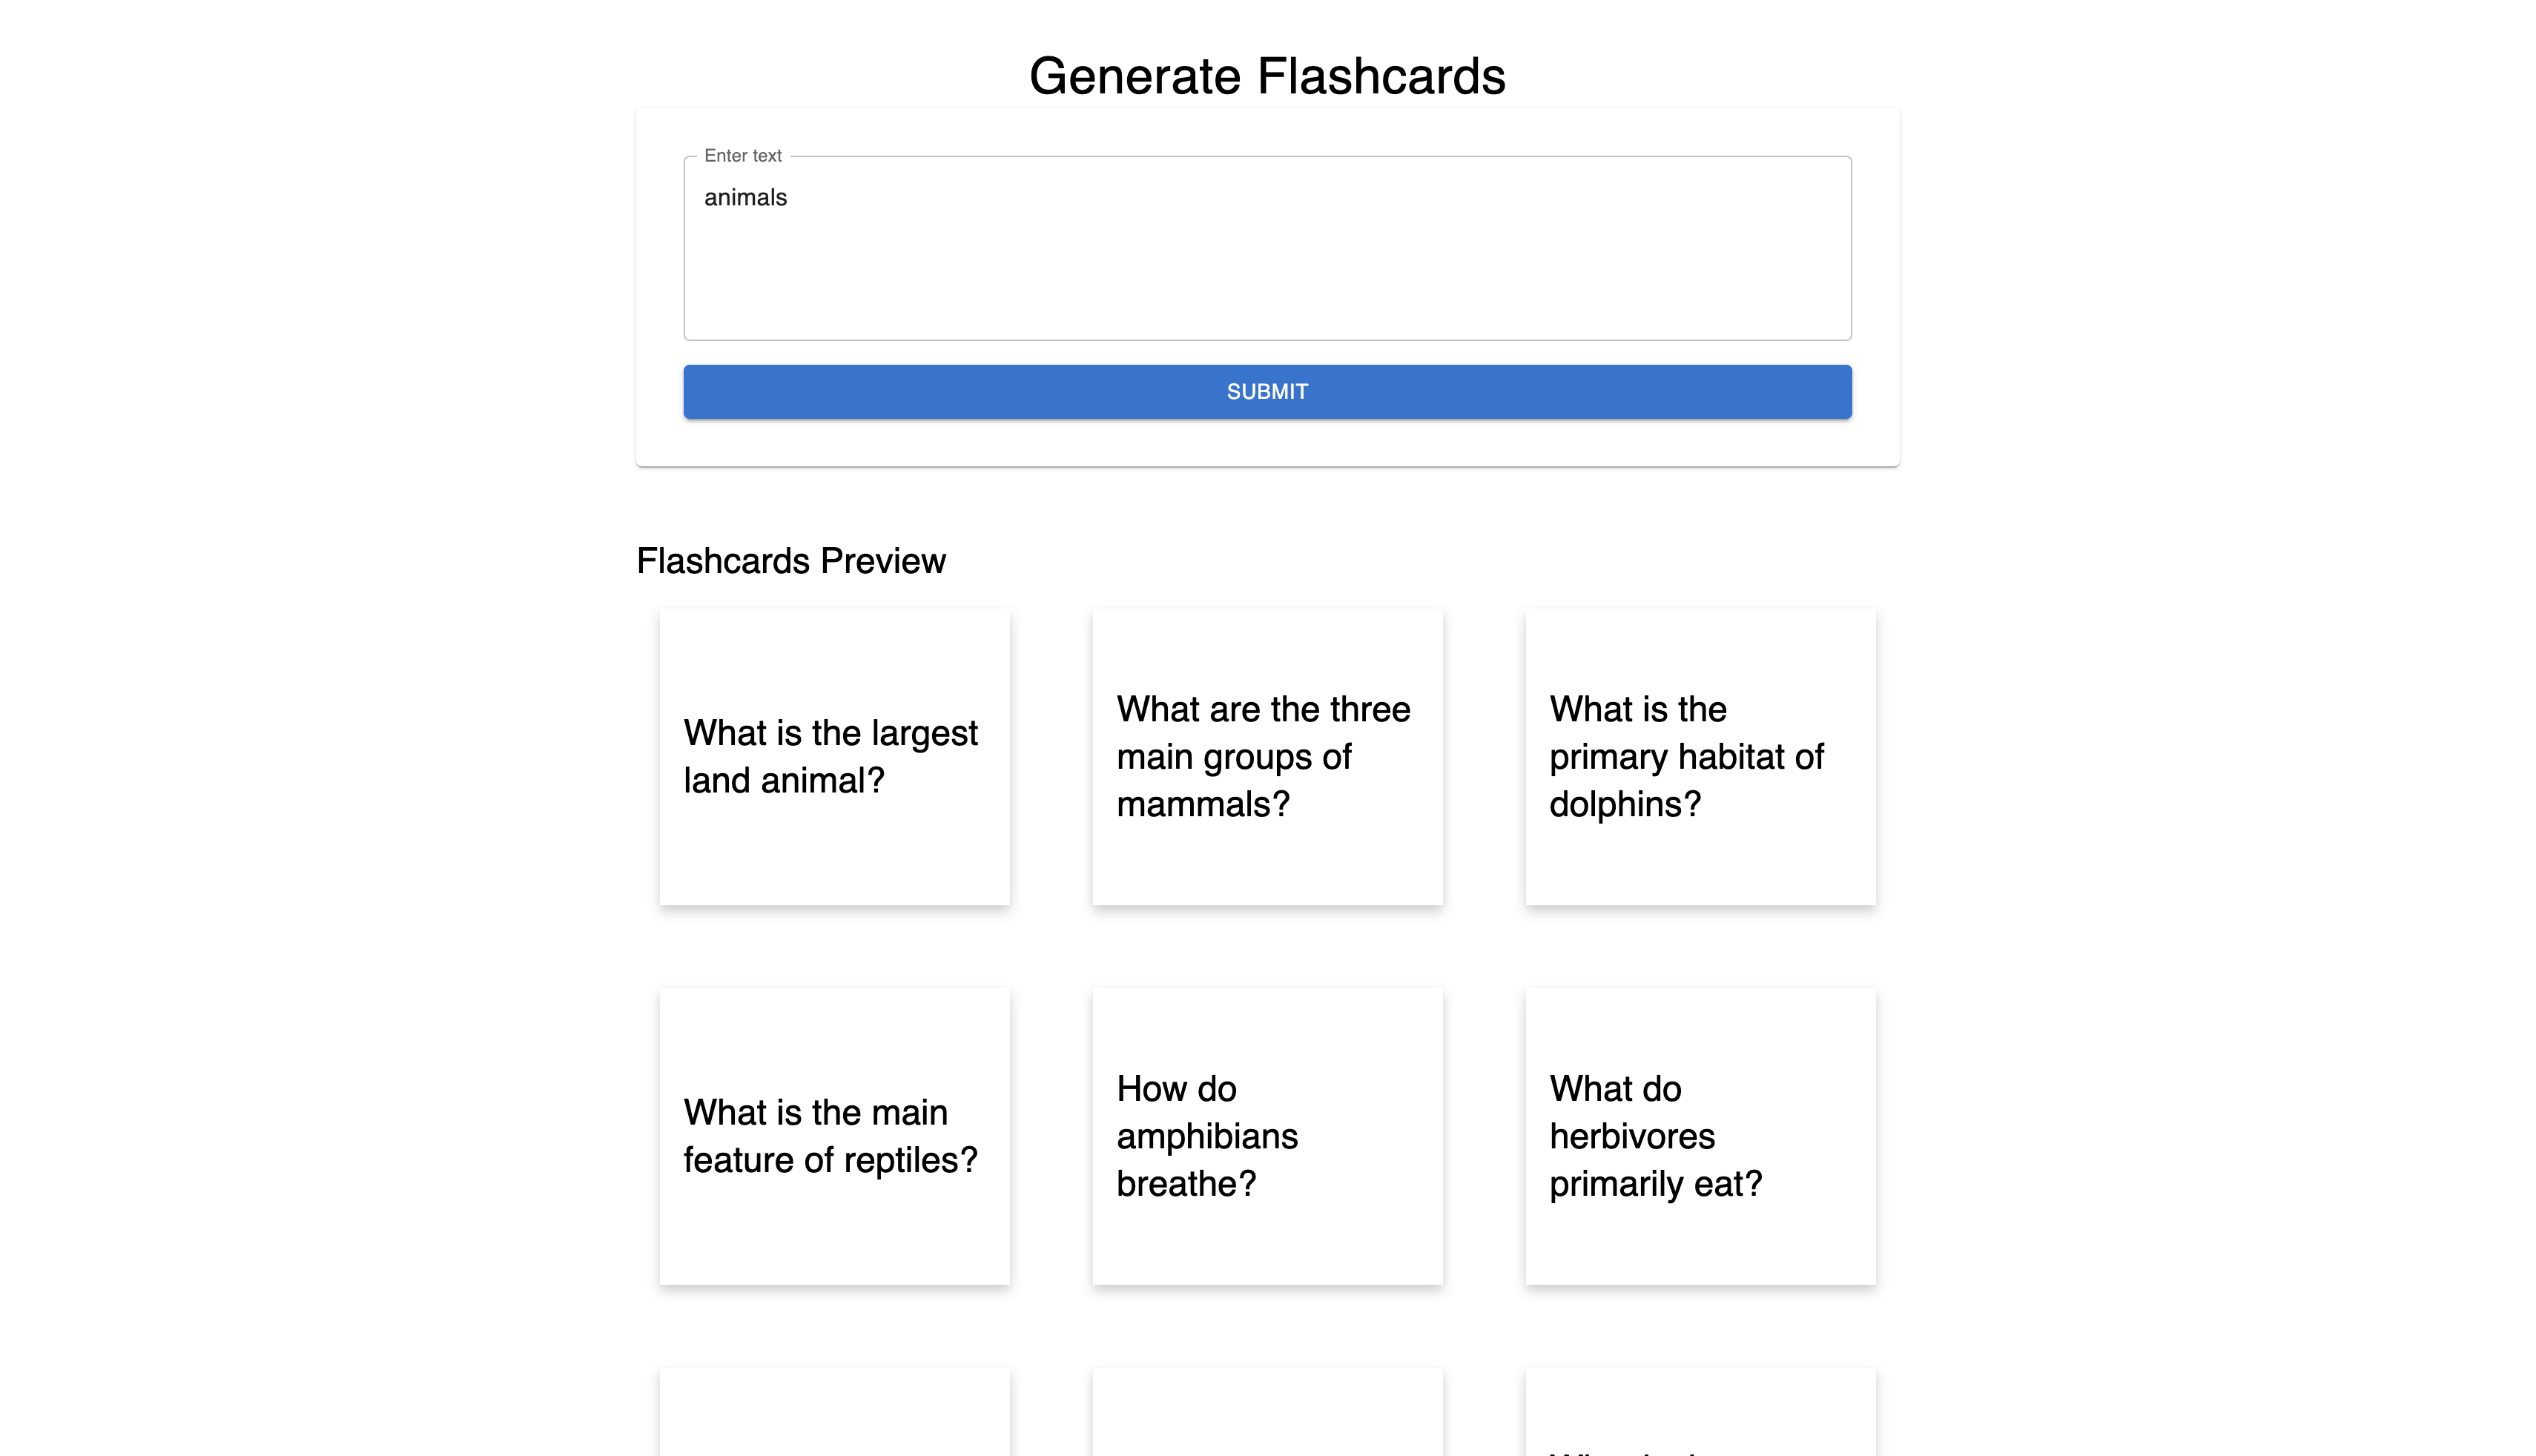 Generate Flashcards
Enter text
animals
SUBMIT
Flashcards Preview
What is the largest
land animal?
What are the three
main groups of
mammals?
What is the
primary habitat of
dolphins?
What is the main
feature of reptiles?
How do
amphibians
breathe?
What do
herbivores
primarily eat?